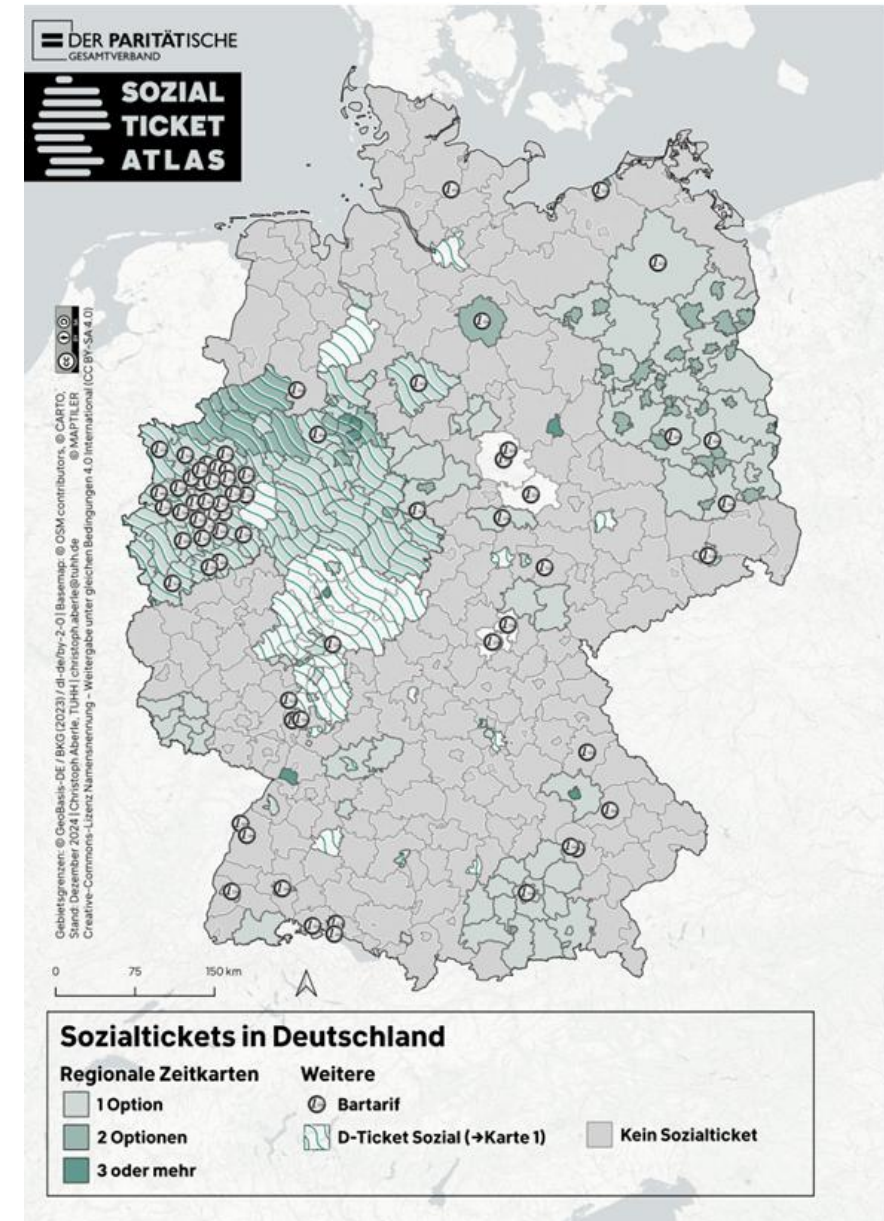 DER PARITÄTISCHE
GESAMTVERBAND
SOZIAL
TICKET
ATLAS
Gebietsgrenzen: © GeoBasis-DE / BKG (2023) / dl-de/by-2-0 | Basemap: © OSM contributors, © CARTO,
© MAPTILER
Stand: Dezember 2024 | Christoph Aberle, TUHH | christoph.aberle@tuhh.de
Creative-Commons-Lizenz Namensnennung - Weitergabe unter gleichen Bedingungen 4.0 International (CC BY-SA 4.0)
0 75 150 km
Sozialtickets in Deutschland
Regionale Zeitkarten
1 Option
2 Optionen
3 oder mehr
Weitere
Bartarif
D-Ticket Sozial (→Karte 1)
Kein Sozialticket